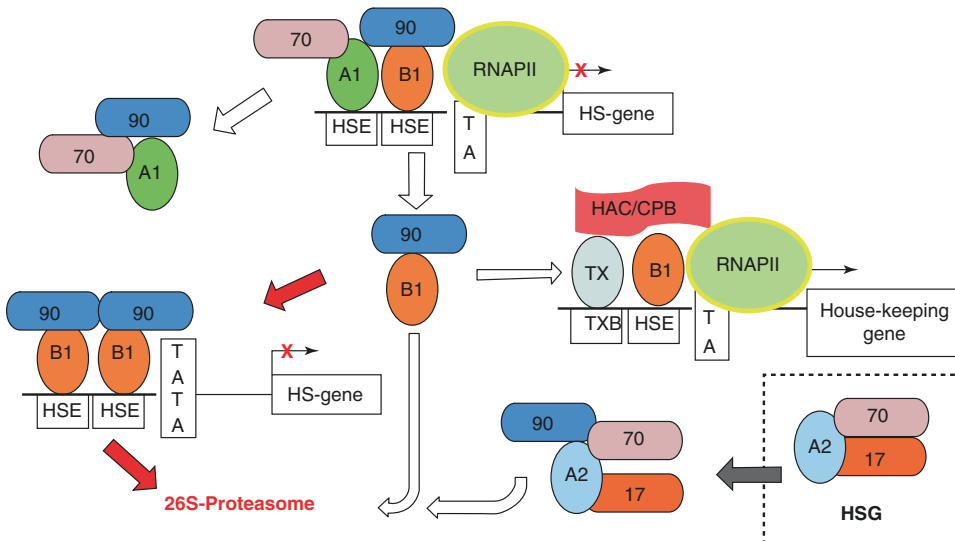 90
70
RNAPII
A1
B1
X
HSE
HSE
T
A
HS-gene
90
70
A1
HAC/CPB
90
TX
B1
RNAPII
B1
TXB
HSE
T
A
House-keeping
gene
90
90
B1
B1
T
A
T
A
X
HSE
HSE
HS-gene
90
70
A2
17
70
A2
17
26S-Proteasome
HSG